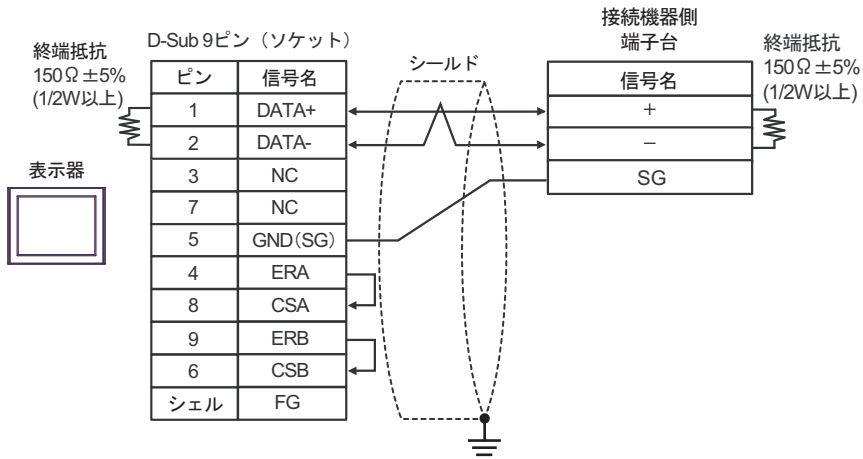 接続機器側
端子台
D-Sub 9ピン（ソケット）
終端抵抗
150Ω±5%
(1/2W以上)
シールド
終端抵抗
150Ω±5%
(1/2W以上)
表示器
ピン 信号名
1 DATA+
2 DATA-
3 NC
7 NC
5 GND(SG)
4 ERA
8 CSA
9 ERB
6 CSB
シェル FG
信号名
+
−
SG